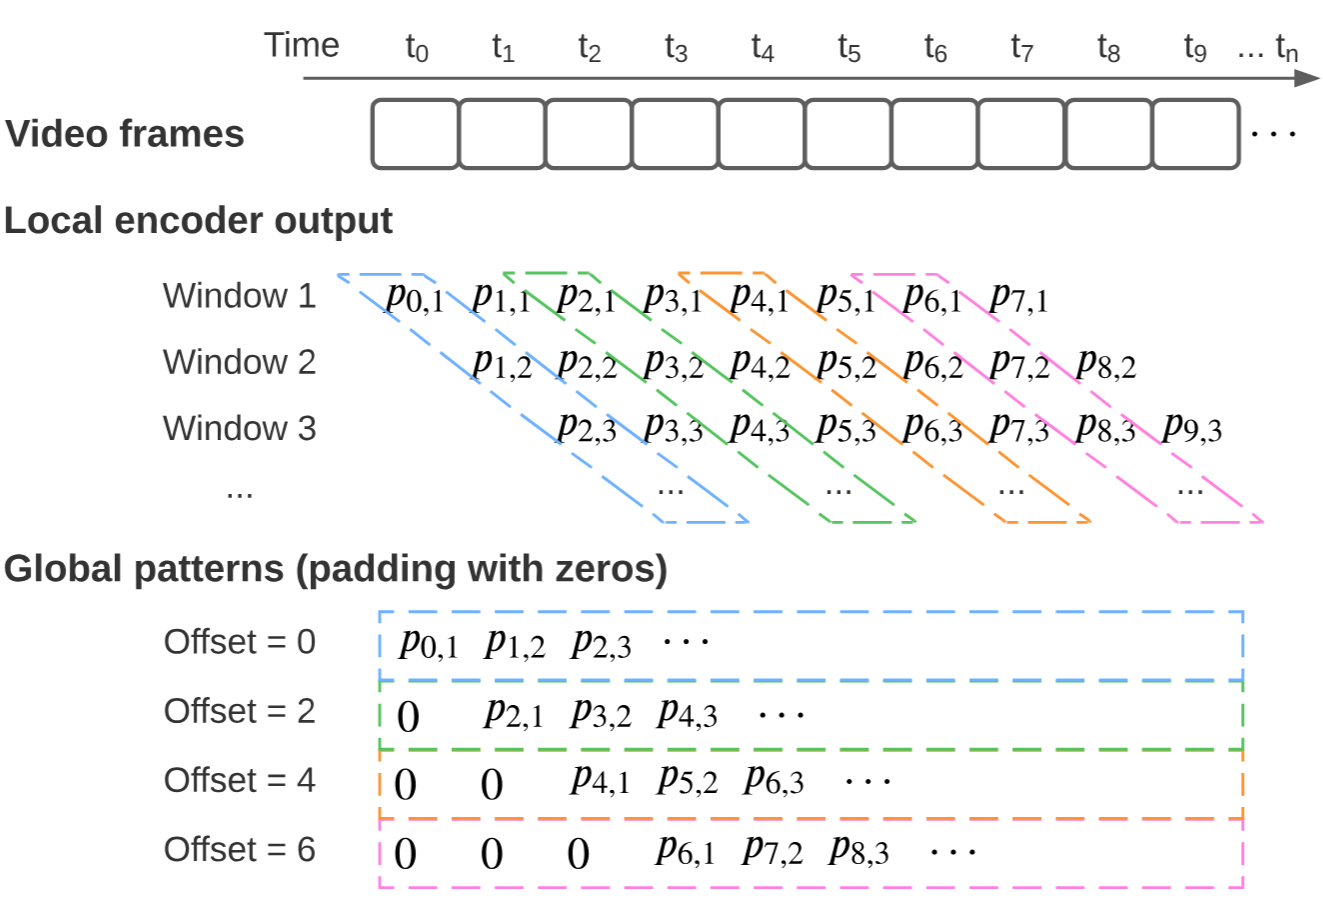 Time t0 t1 t2 t3 t4 t5 t6 t7 t8 t9 ... tn
Video frames ...
Local encoder output
Window 1 p0,1 p1,1 p2,1 p3,1 p4,1 p5,1 p6,1 p7,1
Window 2 p1,2 p2,2 p3,2 p4,2 p5,2 p6,2 p7,2 p8,2
Window 3 p2,3 p3,3 p4,3 p5,3 p6,3 p7,3 p8,3 p9,3
... ... ... ... ...
Global patterns (padding with zeros)
Offset = 0 p0,1 p1,2 p2,3 ...
Offset = 2 0 p2,1 p3,2 p4,3 ...
Offset = 4 0 0 p4,1 p5,2 p6,3 ...
Offset = 6 0 0 0 p6,1 p7,2 p8,3 ...